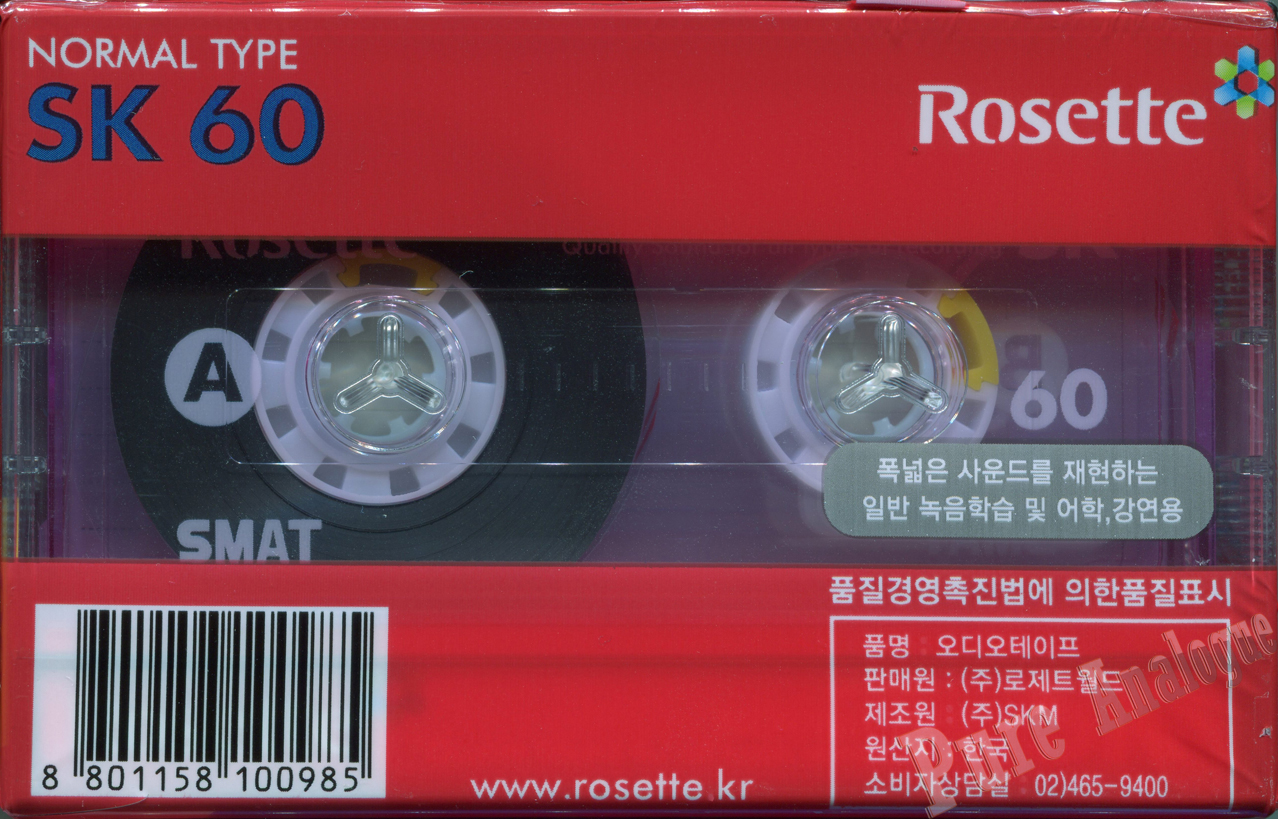 NORMAL TYPE
SK 60
Rosette
Rosette
A
60
SMAT
폭넓은 사운드를 재현하는
일반 녹음학습 및 어학,강연용
품질경영촉진법에 의한품질표시
품명 : 오디오테이프
판매원 : (주)로제트월드
제조원 : (주)SKM
원산지 : 한국
소비자상담실 : 02)465-9400
8 801158 100985
www.rosette.kr
Pure Analogue